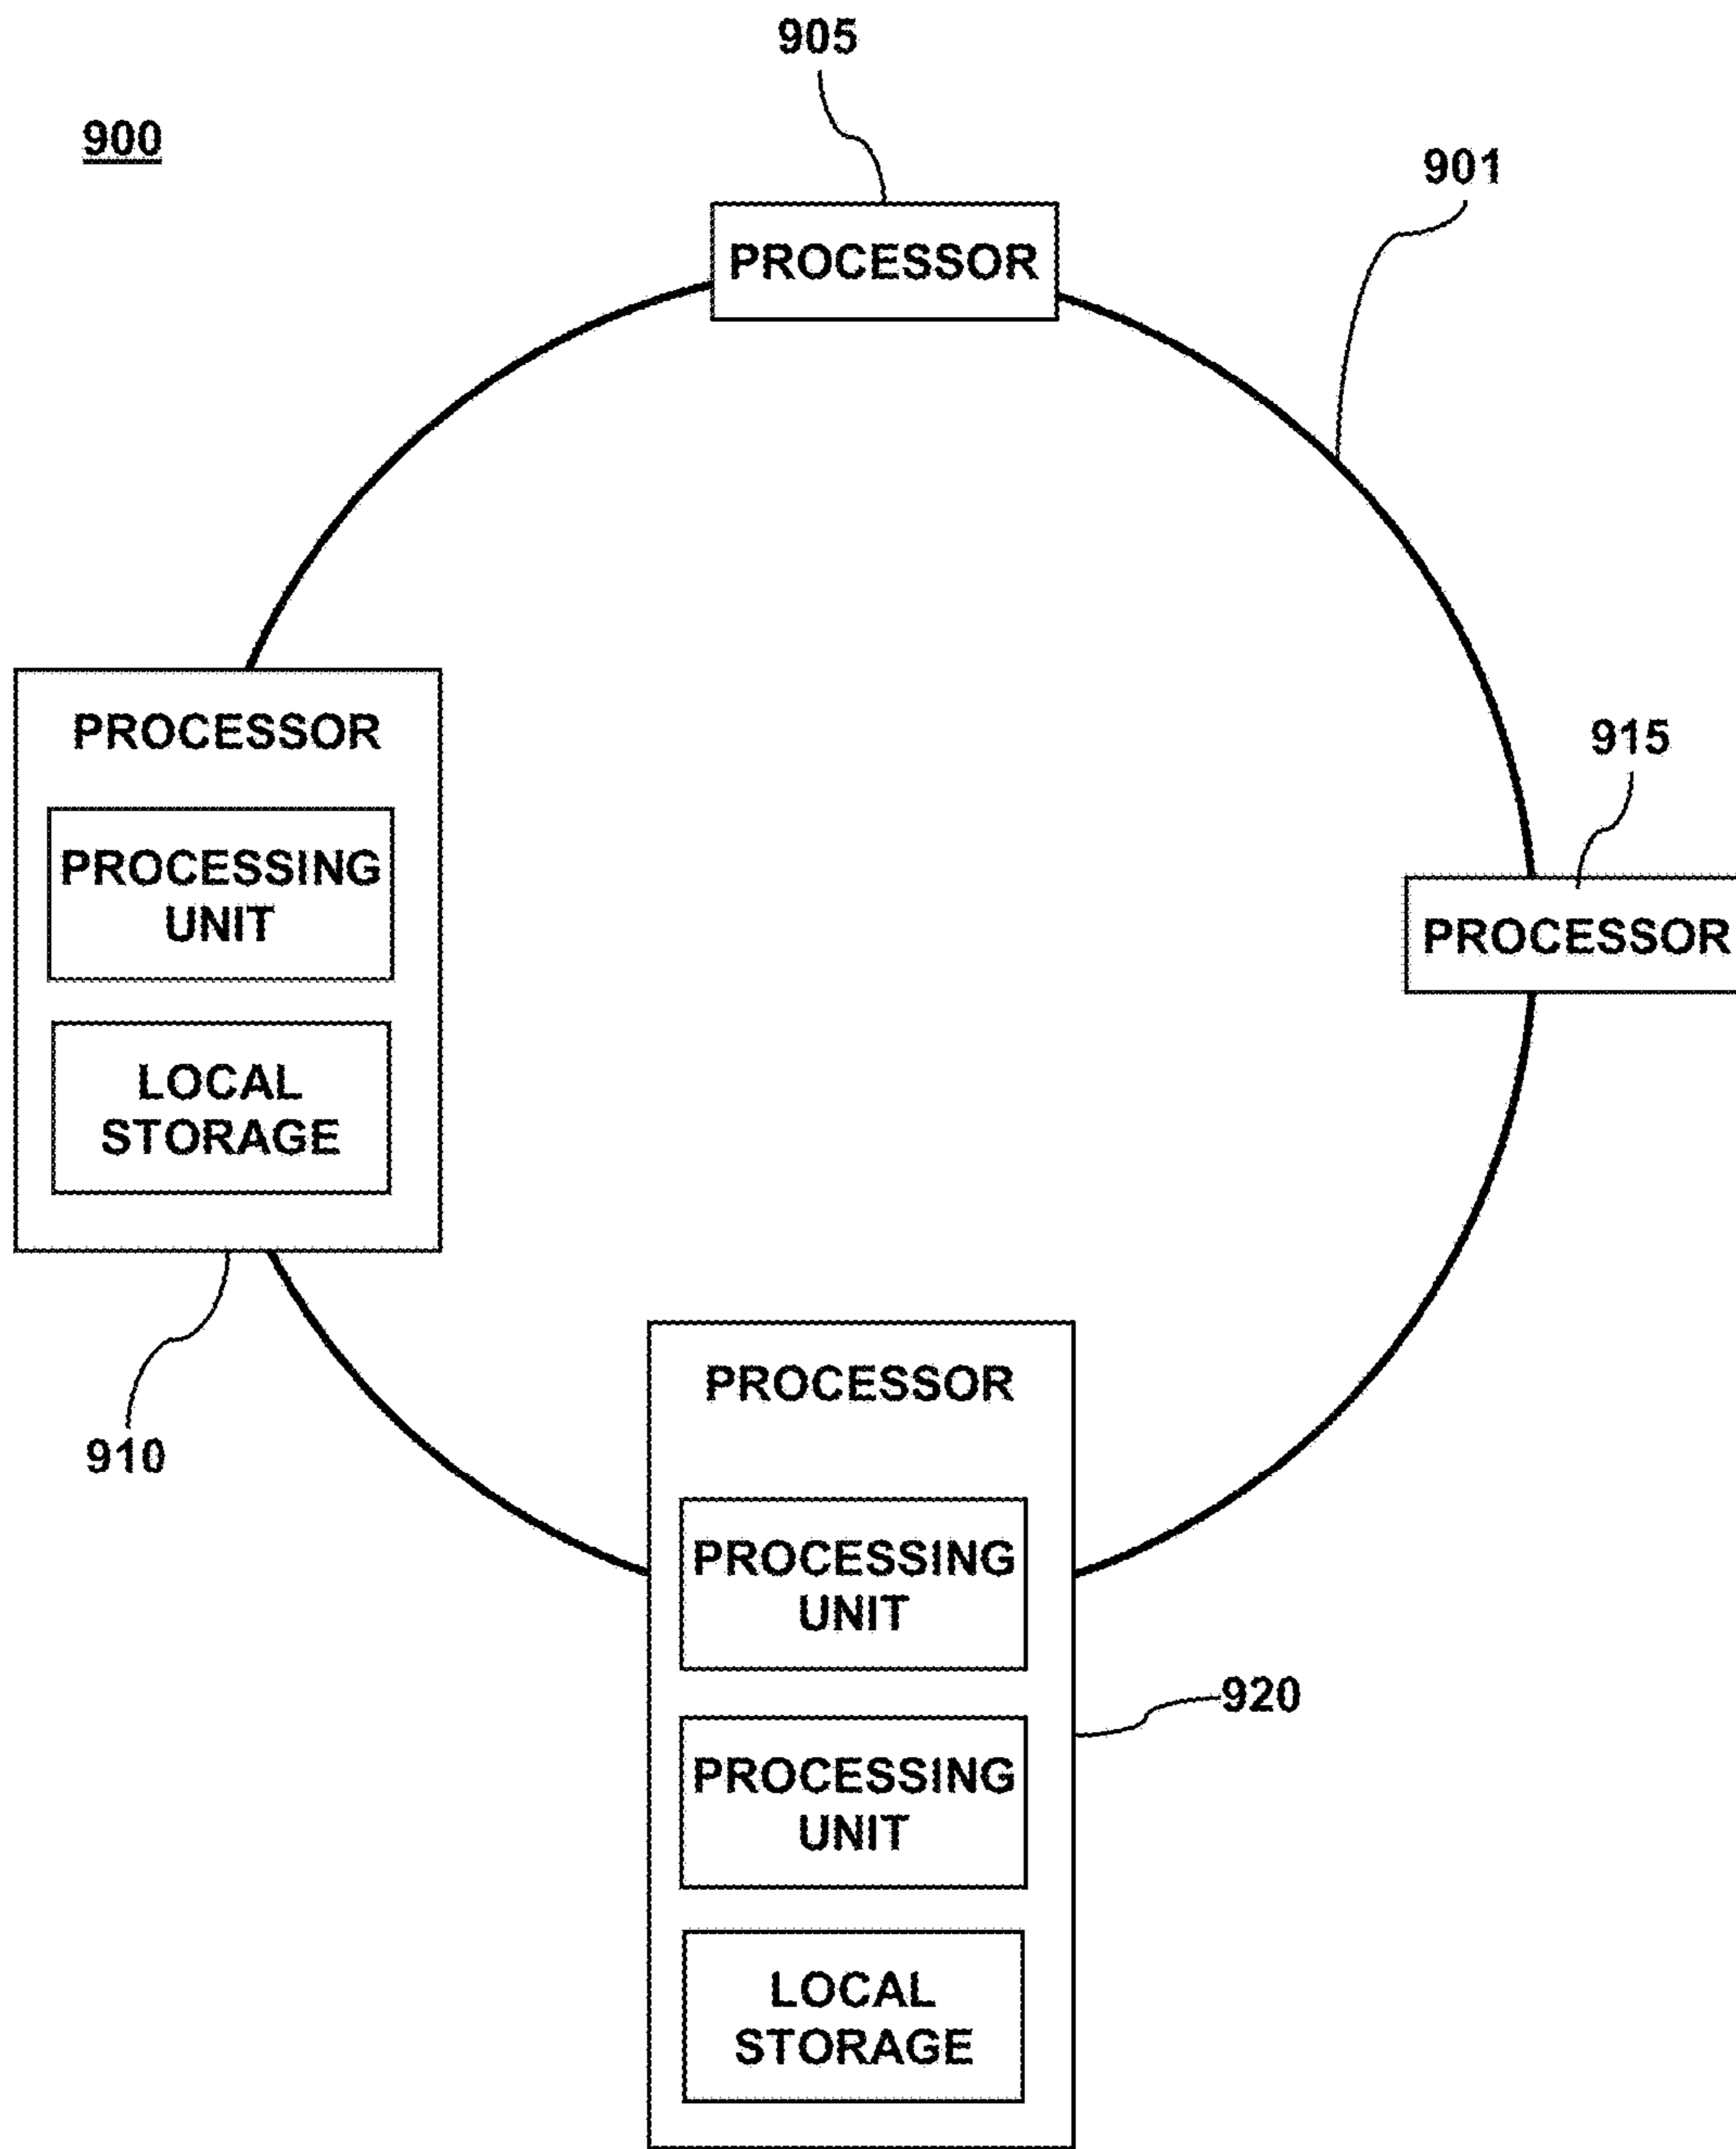 905
900
901
PROCESSOR
PROCESSOR
915
PROCESSING
UNIT
PROCESSOR
LOCAL
STORAGE
PROCESSOR
910
PROCESSING
UNIT
920
PROCESSING
UNIT
LOCAL
STORAGE